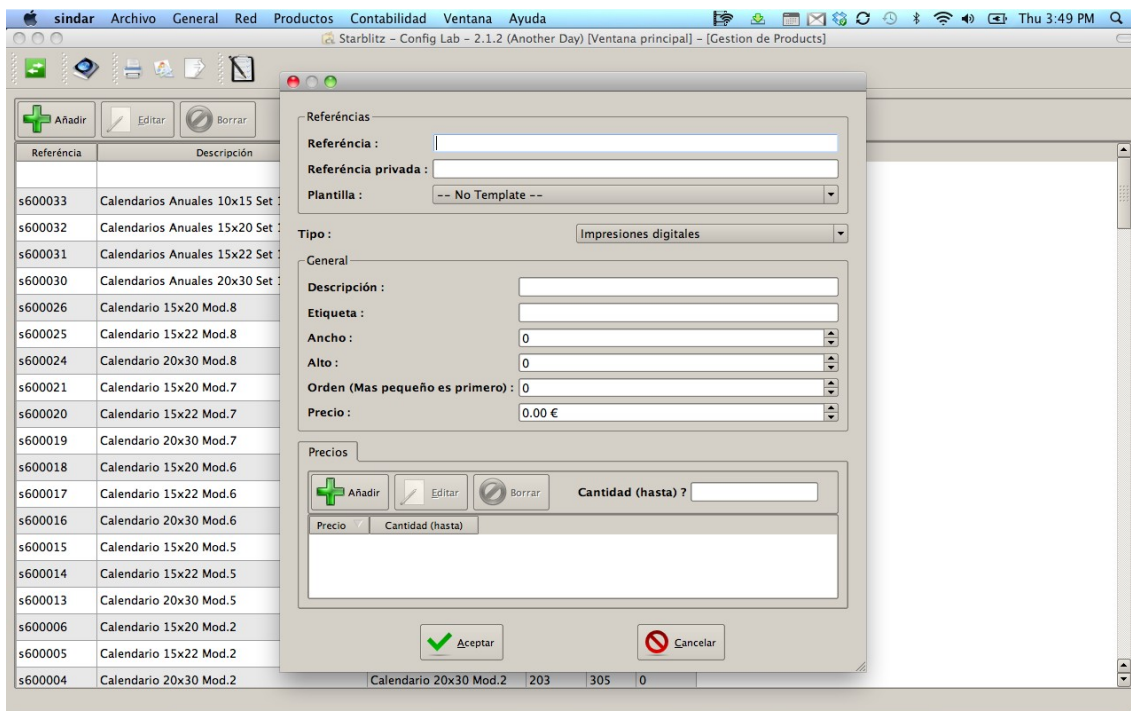 sindar Archivo General Red Productos Contabilidad Ventana Ayuda Thu 3:49 PM
Starblitz - Config Lab - 2.1.2 (Another Day) [Ventana principal] - [Gestion de Products]
Añadir Editar Borrar
Referéncia Descripción
s600033 Calendarios Anuales 10x15 Set
s600032 Calendarios Anuales 15x20 Set
s600031 Calendarios Anuales 15x22 Set
s600030 Calendarios Anuales 20x30 Set
s600026 Calendario 15x20 Mod.8
s600025 Calendario 15x22 Mod.8
s600024 Calendario 20x30 Mod.8
s600021 Calendario 15x20 Mod.7
s600020 Calendario 15x22 Mod.7
s600019 Calendario 20x30 Mod.7
s600018 Calendario 15x20 Mod.6
s600017 Calendario 15x22 Mod.6
s600016 Calendario 20x30 Mod.6
s600015 Calendario 15x20 Mod.5
s600014 Calendario 15x22 Mod.5
s600013 Calendario 20x30 Mod.5
s600006 Calendario 15x20 Mod.2
s600005 Calendario 15x22 Mod.2
s600004 Calendario 20x30 Mod.2 Calendario 20x30 Mod.2 203 305 0
Referéncias
Referéncia :
Referéncia privada :
Plantilla : -- No Template --
Tipo : Impresiones digitales
General
Descripción :
Etiqueta :
Ancho : 0
Alto : 0
Orden (Mas pequeño es primero) : 0
Precio : 0.00 €
Precios
Añadir Editar Borrar Cantidad (hasta) ?
Precio Cantidad (hasta)
Aceptar Cancelar